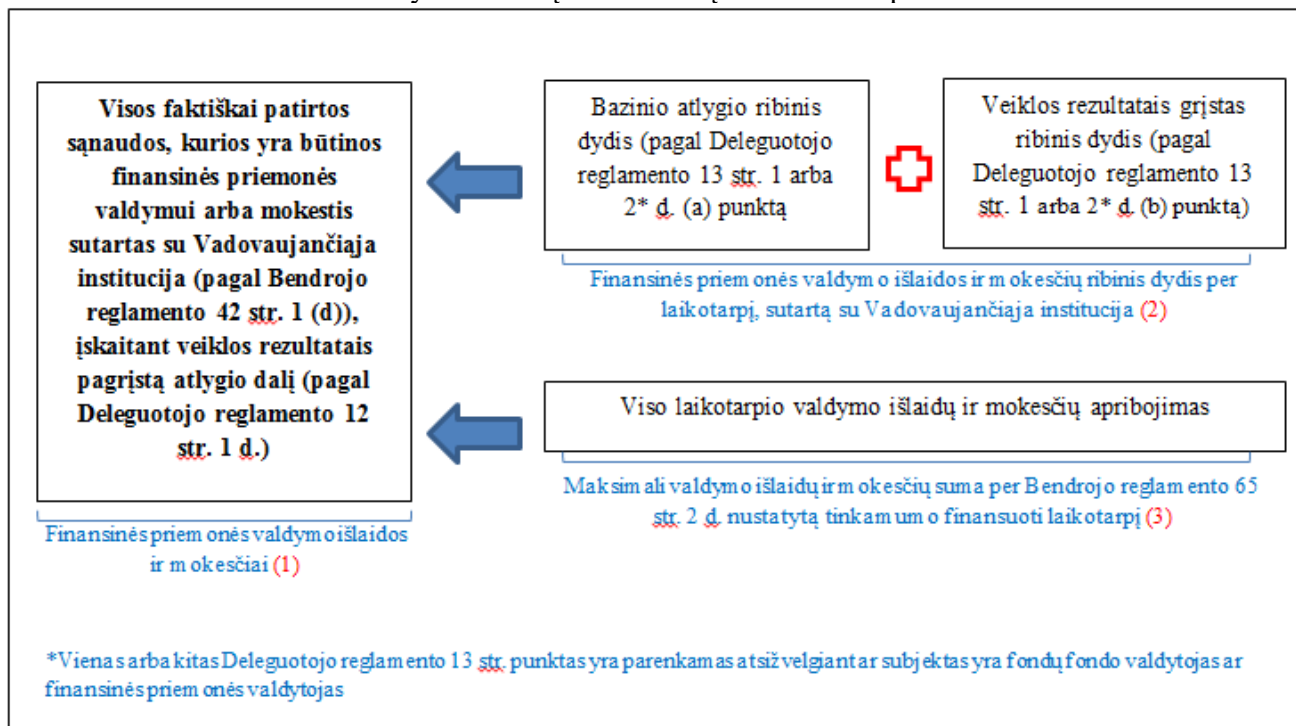 Visos faktiškai patirtos
sąnaudos, kurios yra būtinos
finansinės priemonės
valdymui arba mokestis
sutartas su Vadovaujančiąja
institucija (pagal Bendrojo
reglamento 42 str. 1 (d)),
įskaitant veiklos rezultatais
pagrįstą atlygio dalį (pagal
Deleguotojo reglamento 12
str. 1 d.)
Finansinės priemonės valdymo išlaidos
ir mokesčiai (1)
Bazinio atlygio ribinis
dydis (pagal Deleguotojo
reglamento 13 str. 1 arba
2* d. (a) punktą
Veiklos rezultatais grįstas
ribinis dydis (pagal
Deleguotojo reglamento 13
str. 1 arba 2* d. (b) punktą)
Finansinės priemonės valdymo išlaidos ir mokesčių ribinis dydis per
laikotarpį, sutartą su Vadovaujančiąja institucija (2)
Viso laikotarpio valdymo išlaidų ir mokesčių apribojimas
Maksimali valdymo išlaidų ir mokesčių suma per Bendrojo reglamento 65
str. 2 d. nustatytą tinkamumo finansuoti laikotarpį (3)
*Vienas arba kitas Deleguotojo reglamento 13 str. punktas yra parenkamas atsižvelgiant ar subjektas yra fondų fondo valdytojas ar
finansinės priemonės valdytojas